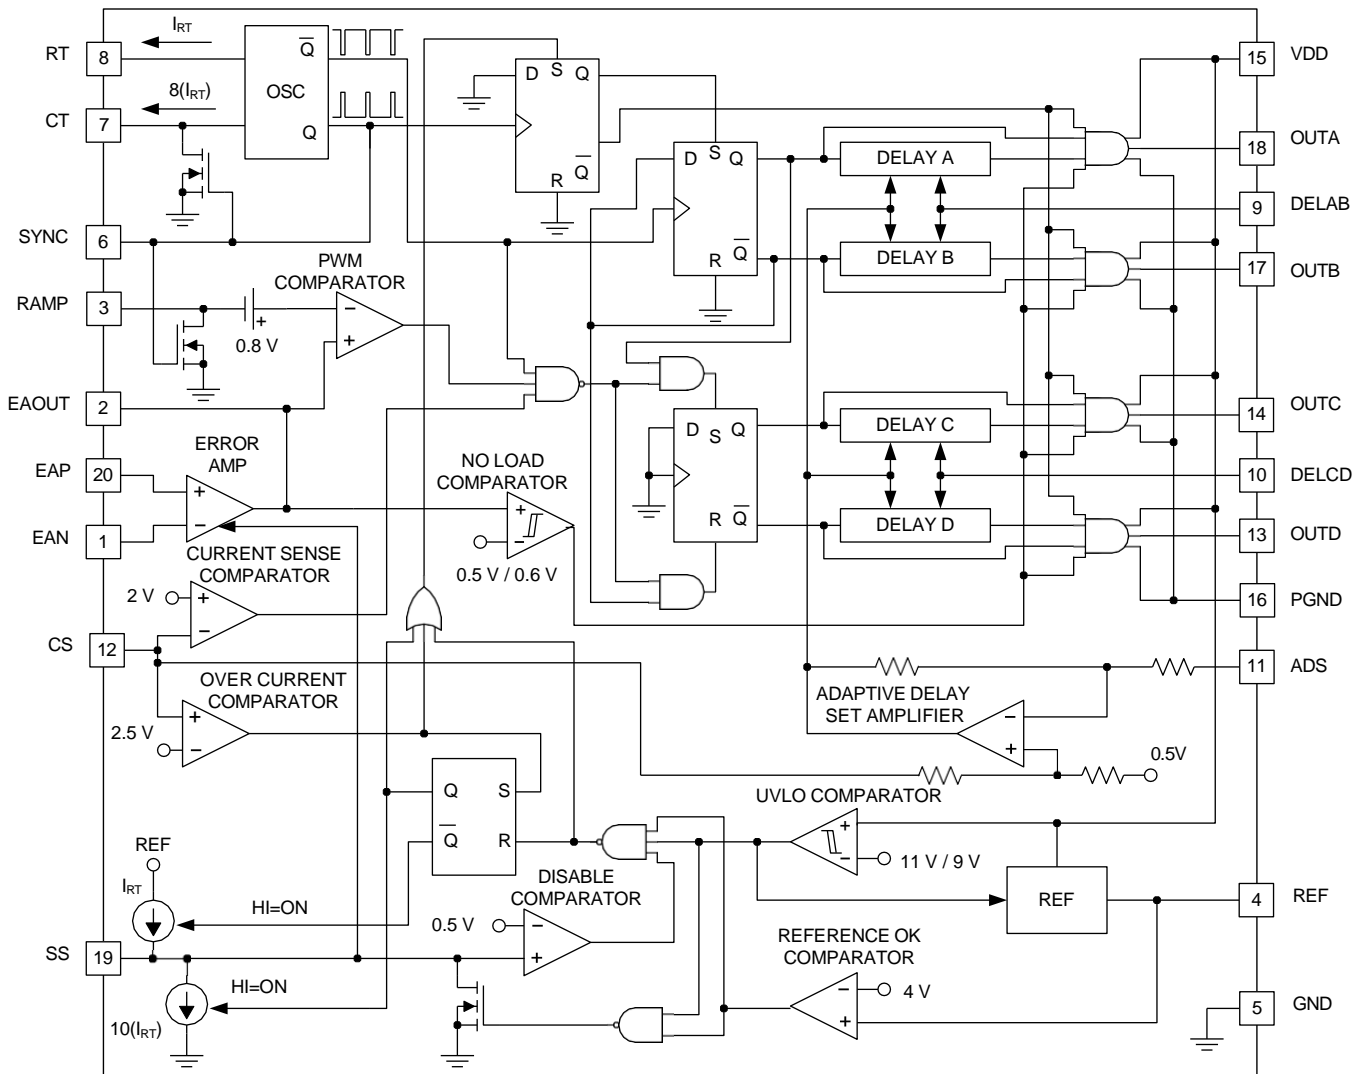 RT
8
I_RT
OSC
Q̅
Q
CT
7
8(I_RT)
SYNC
6
RAMP
3
0.8 V
+
PWM
COMPARATOR
−
+
EAOUT
2
ERROR
AMP
EAP
20
+
−
EAN
1
NO LOAD
COMPARATOR
+
−
0.5 V / 0.6 V
CURRENT SENSE
COMPARATOR
2 V
+
−
CS
12
OVER CURRENT
COMPARATOR
+
2.5 V
−
D
S
Q
Q̅
R
D
S
Q
Q̅
R
D
S
Q
R
Q̅
DELAY A
DELAY B
DELAY C
DELAY D
15
VDD
18
OUTA
9
DELAB
17
OUTB
14
OUTC
10
DELCD
13
OUTD
16
PGND
11
ADS
ADAPTIVE DELAY
SET AMPLIFIER
−
+
0.5V
Q
S
Q̅
R
UVLO COMPARATOR
+
−
11 V / 9 V
REF
4
REF
REF
I_RT
HI=ON
DISABLE
COMPARATOR
0.5 V
−
+
SS
19
HI=ON
10(I_RT)
REFERENCE OK
COMPARATOR
−
4 V
+
5
GND